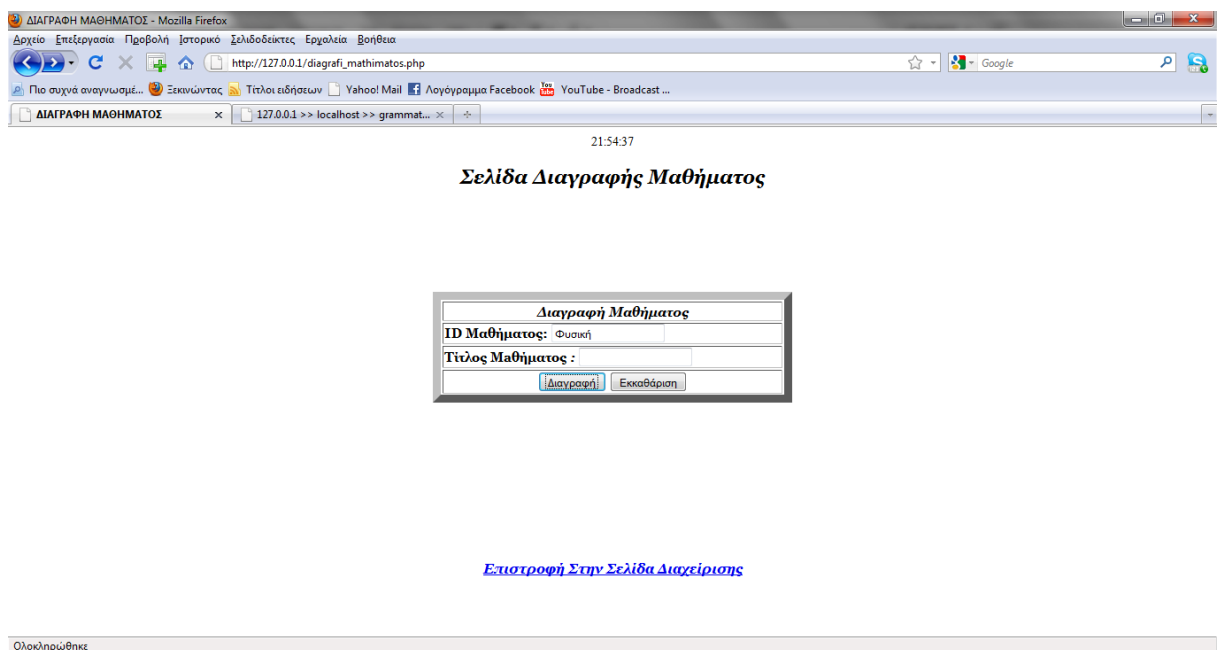 ΔΙΑΓΡΑΦΗ ΜΑΘΗΜΑΤΟΣ - Mozilla Firefox
Αρχείο Επεξεργασία Προβολή Ιστορικό Σελιδοδείκτες Εργαλεία Βοήθεια
http://127.0.0.1/diagrafi_mathimatos.php Google
Πιο συχνά αναγνωσμέ... Ξεκινώντας Τίτλοι ειδήσεων Yahoo! Mail Λογόγραμμα Facebook YouTube - Broadcast ...
ΔΙΑΓΡΑΦΗ ΜΑΘΗΜΑΤΟΣ 127.0.0.1 >> localhost >> grammat...
21:54:37
Σελίδα Διαγραφής Μαθήματος
Διαγραφή Μαθήματος
ID Μαθήματος: Φυσική
Τίτλος Μαθήματος :
Διαγραφή Εκκαθάριση
Επιστροφή Στην Σελίδα Διαχείρισης
Ολοκληρώθηκε